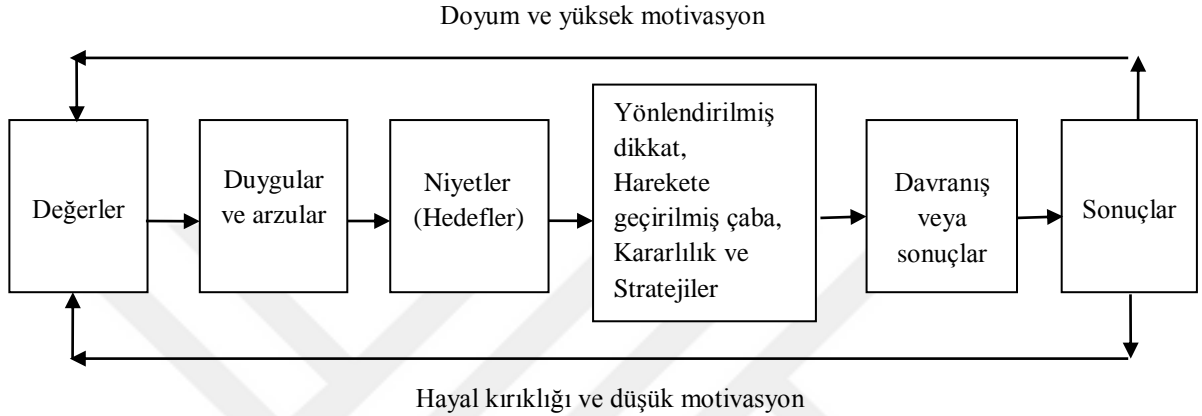 Doyum ve yüksek motivasyon
Değerler
Duygular
ve arzular
Niyetler
(Hedefler)
Yönlendirilmiş
dikkat,
Harekete
geçirilmiş çaba,
Kararlılık ve
Stratejiler
Davranış
veya
sonuçlar
Sonuçlar
Hayal kırıklığı ve düşük motivasyon